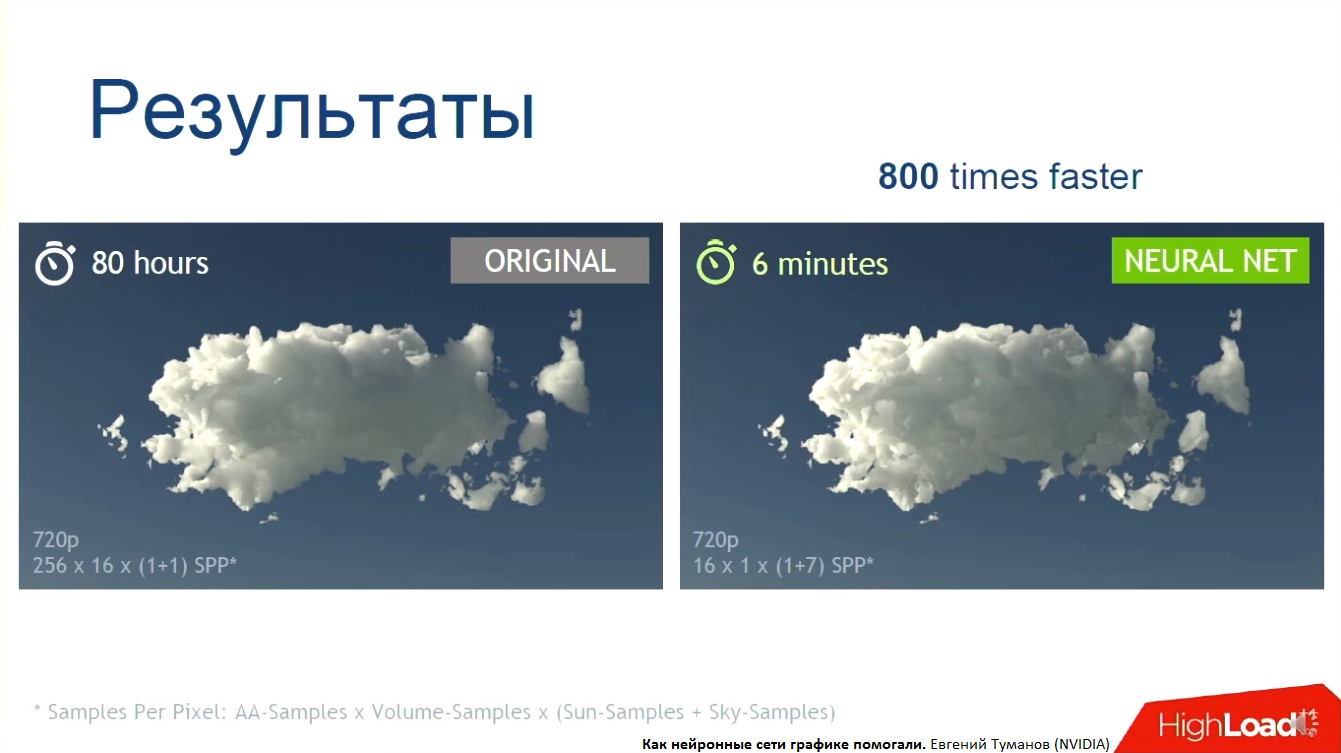 Результаты
800 times faster
80 hours
ORIGINAL
6 minutes
NEURAL NET
720p
256 x 16 x (1+1) SPP*
720p
16 x 1 x (1+7) SPP*
* Samples Per Pixel: AA-Samples x Volume-Samples x (Sun-Samples + Sky-Samples)
HighLoad
Как нейронные сети графике помогали. Евгений Туманов (NVIDIA)